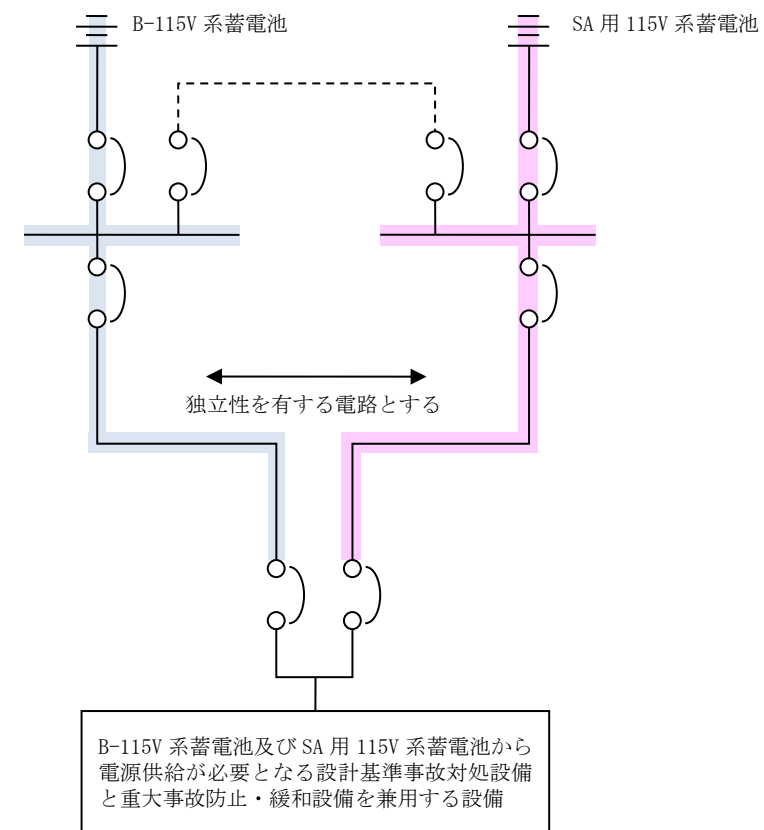 B-115V 系蓄電池
SA 用 115V 系蓄電池
独立性を有する電路とする
B-115V 系蓄電池及び SA 用 115V 系蓄電池から
電源供給が必要となる設計基準事故対処設備
と重大事故防止・緩和設備を兼用する設備